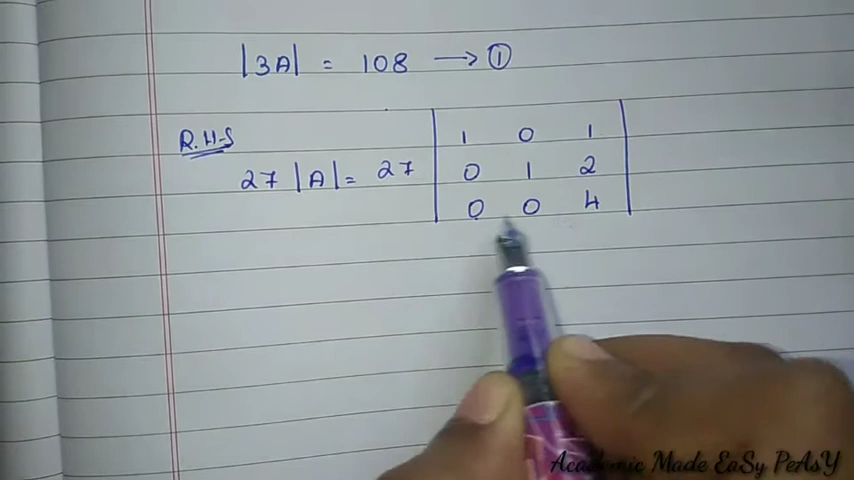 |3A| = 108 → ①
R.H.S
27 |A| = 27 | 1 0 1 |
| 0 1 2 |
| 0 0 4 |
Academic Made EaSy PeAsY